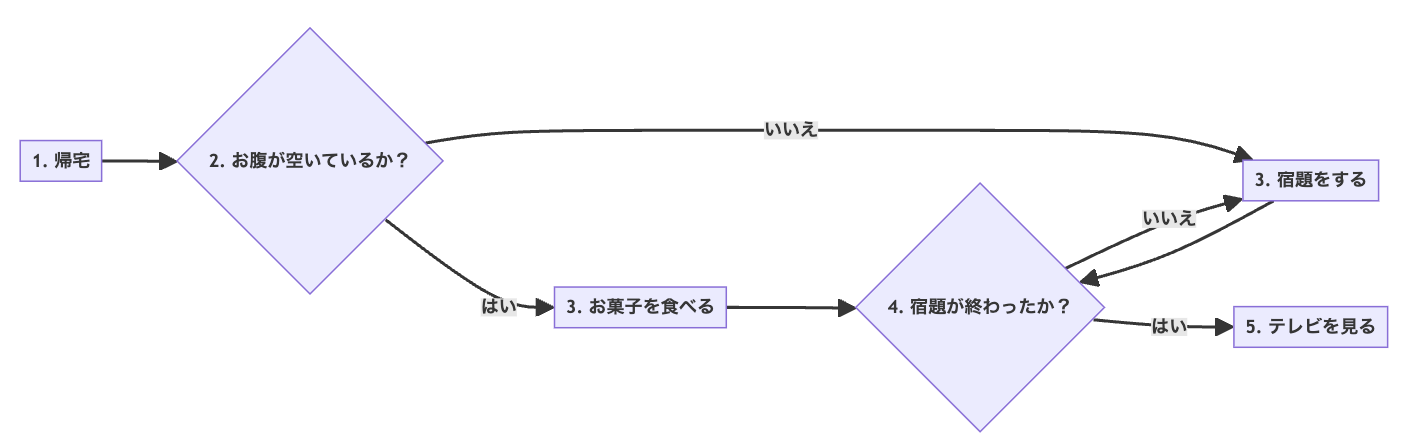 1. 帰宅
2. お腹が空いているか？
いいえ
はい
3. お菓子を食べる
4. 宿題が終わったか？
いいえ
3. 宿題をする
はい
5. テレビを見る